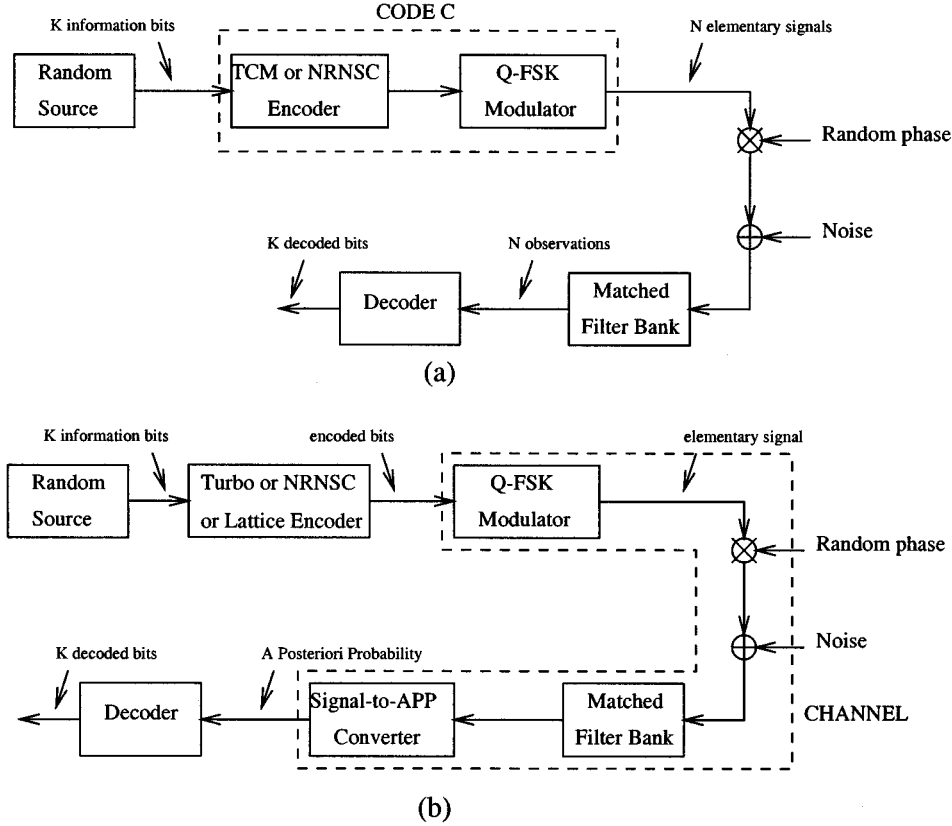 CODE C
K information bits
N elementary signals
Random
Source
TCM or NRNSC
Encoder
Q-FSK
Modulator
Random phase
Noise
K decoded bits
N observations
Decoder
Matched
Filter Bank
(a)
K information bits
encoded bits
elementary signal
Random
Source
Turbo or NRNSC
or Lattice Encoder
Q-FSK
Modulator
Random phase
Noise
K decoded bits
A Posteriori Probability
Decoder
Signal-to-APP
Converter
Matched
Filter Bank
CHANNEL
(b)